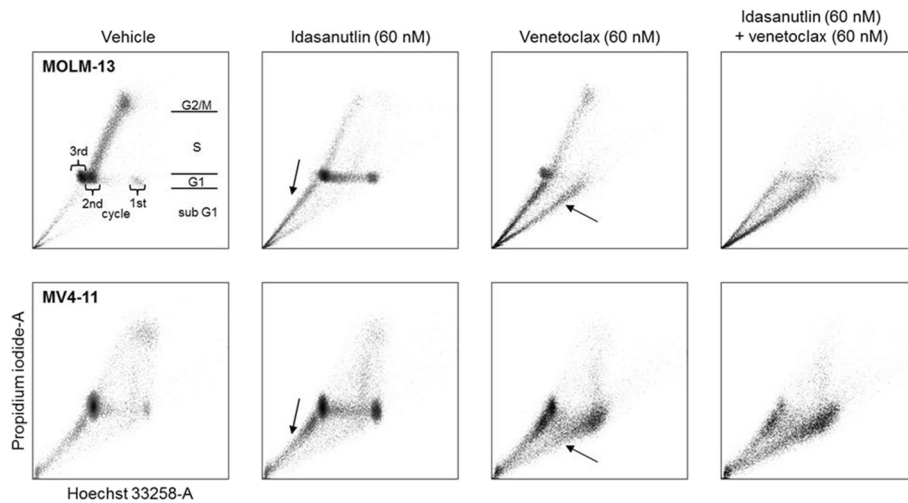 Vehicle
Idasanutlin (60 nM)
Venetoclax (60 nM)
Idasanutlin (60 nM)
+ venetoclax (60 nM)
MOLM-13
G2/M
S
3rd
G1
2nd
1st
cycle
sub G1
MV4-11
Propidium iodide-A
Hoechst 33258-A